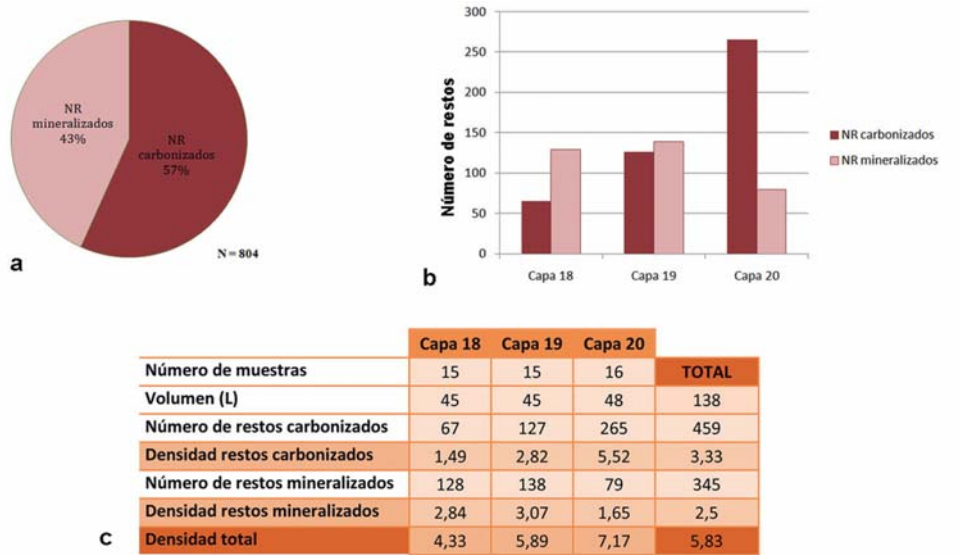 NR
mineralizados
43%
NR
carbonizados
57%
N = 804
a
Número de restos
300
250
200
150
100
50
0
Capa 18 Capa 19 Capa 20
NR carbonizados
NR mineralizados
b
Capa 18 Capa 19 Capa 20
Número de muestras 15 15 16 TOTAL
Volumen (L) 45 45 48 138
Número de restos carbonizados 67 127 265 459
Densidad restos carbonizados 1,49 2,82 5,52 3,33
Número de restos mineralizados 128 138 79 345
Densidad restos mineralizados 2,84 3,07 1,65 2,5
Densidad total 4,33 5,89 7,17 5,83
c